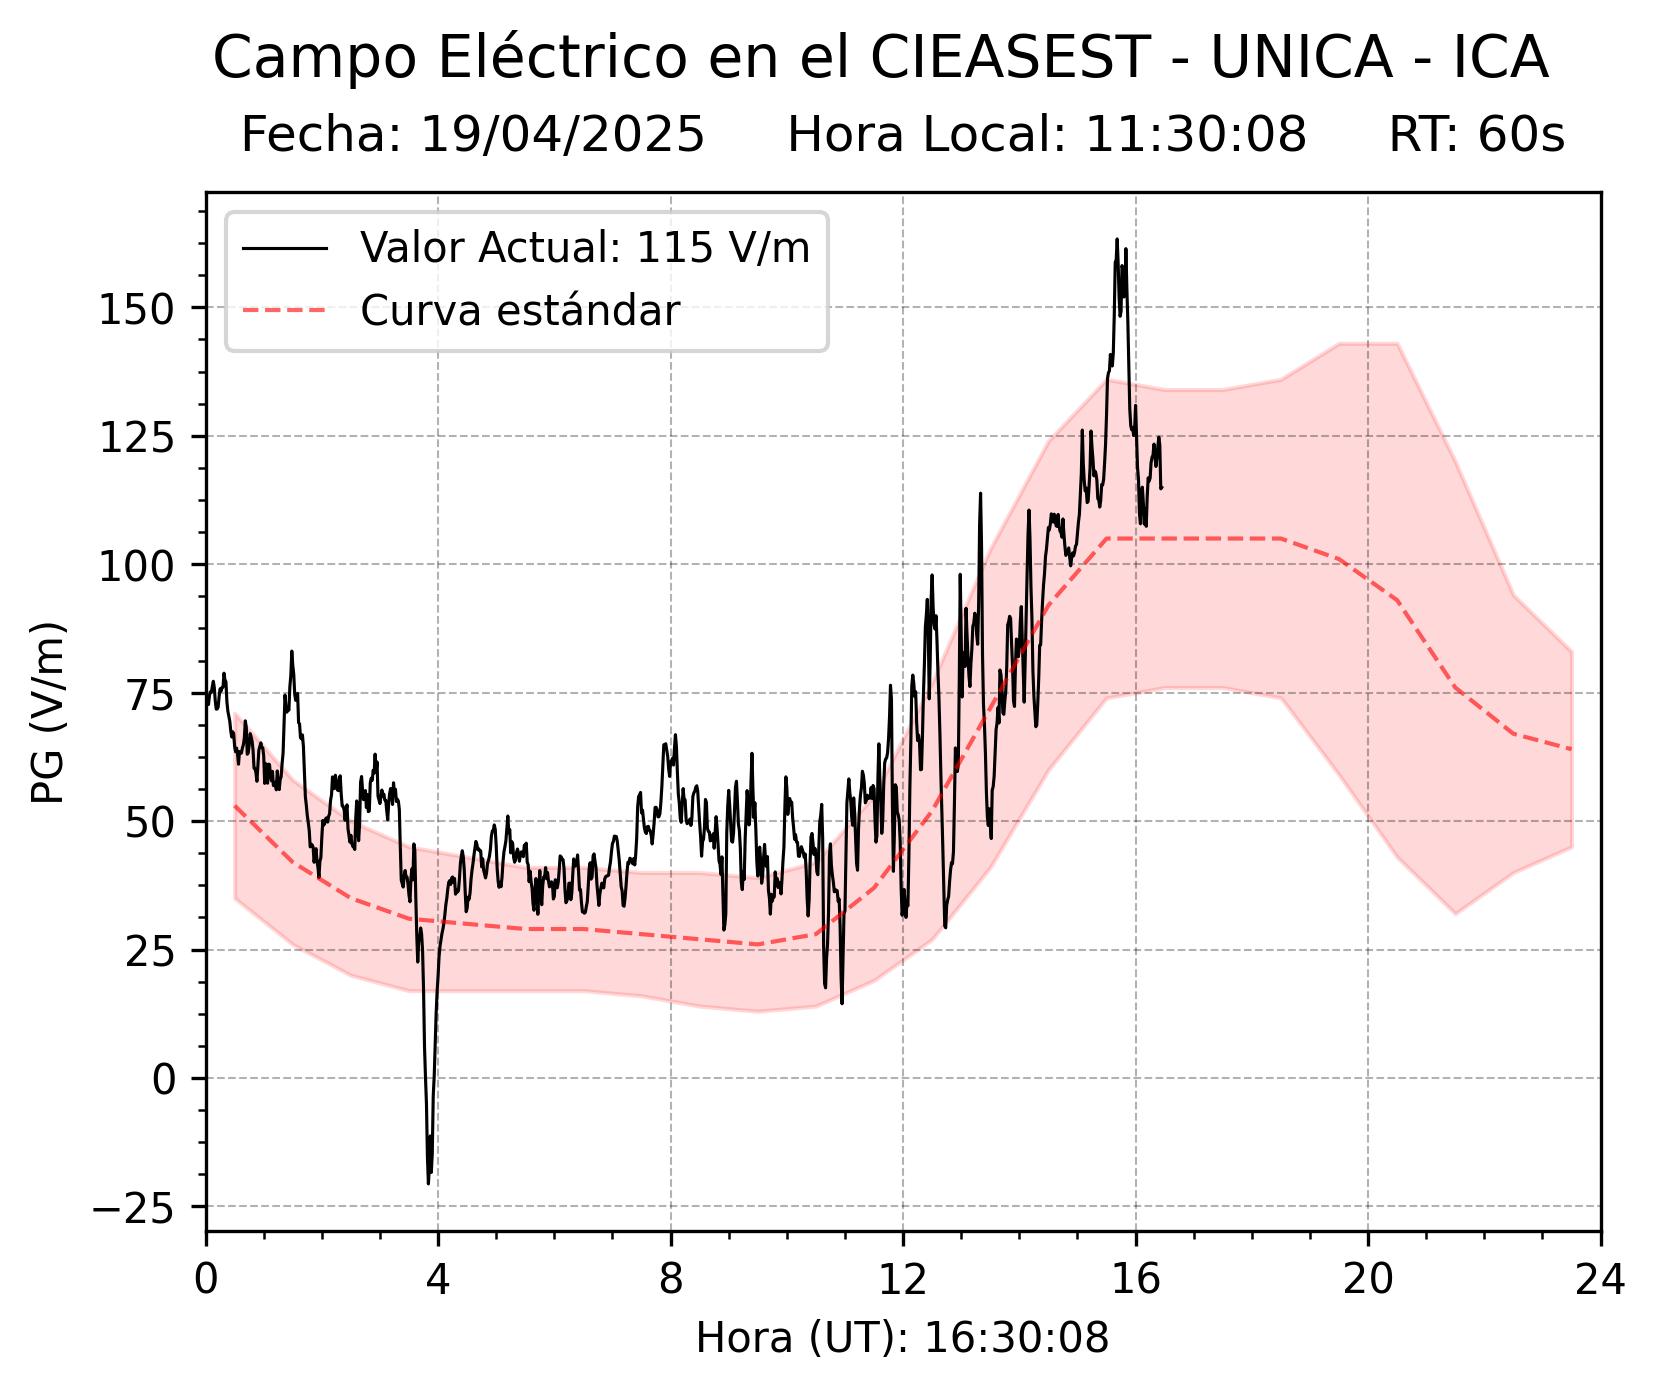 Campo Eléctrico en el CIEASEST - UNICA - ICA
Fecha: 19/04/2025 Hora Local: 11:30:08 RT: 60s
Valor Actual: 115 V/m
Curva estándar
PG (V/m)
150
125
100
75
50
25
0
−25
0 4 8 12 16 20 24
Hora (UT): 16:30:08